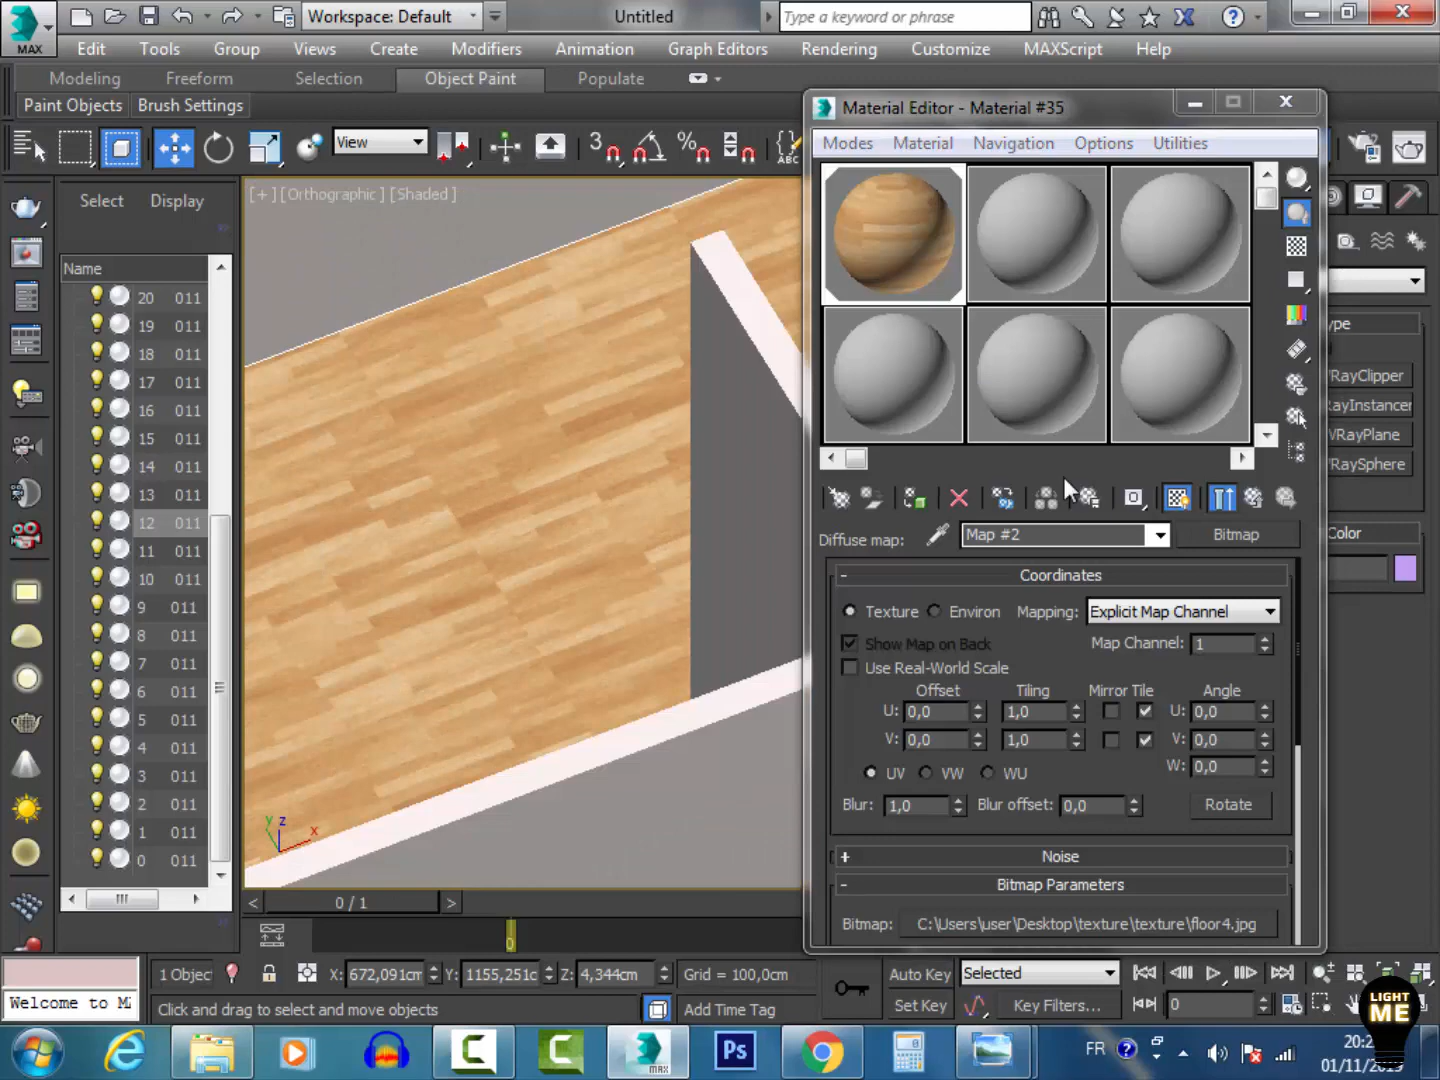 Workspace: Default
Untitled
Type a keyword or phrase
MAX
Edit Tools Group Views Create Modifiers Animation Graph Editors Rendering Customize MAXScript Help
Modeling Freeform Selection Object Paint Populate
Paint Objects Brush Settings
View
3
ABC
Material Editor - Material #35
Modes Material Navigation Options Utilities
Select Display
[+] [Orthographic] [Shaded]
Name
20 011
19 011
18 011
17 011
16 011
15 011
14 011
13 011
12 011
11 011
10 011
9 011
8 011
7 011
6 011
5 011
4 011
3 011
2 011
1 011
0 011
ype
RayClipper
rayInstancer
VRayPlane
RaySphere
Color
Diffuse map: Map #2 Bitmap
- Coordinates
Texture Environ Mapping: Explicit Map Channel
Show Map on Back Map Channel: 1
Use Real-World Scale
Offset Tiling Mirror Tile Angle
U: 0,0 1,0 U: 0,0
V: 0,0 1,0 V: 0,0
UV VW WU W: 0,0
Blur: 1,0 Blur offset: 0,0 Rotate
+ Noise
- Bitmap Parameters
Bitmap: C:\Users\user\Desktop\texture\texture\floor4.jpg
y z x
< 0 / 1 >
0
1 Objec X: 672,091cm Y: 1155,251c Z: 4,344cm Grid = 100,0cm Auto Key Selected
Welcome to M Click and drag to select and move objects Add Time Tag Set Key Key Filters... 0
LIGHT
ME
MAX
Ps
FR
20:2
01/11/20